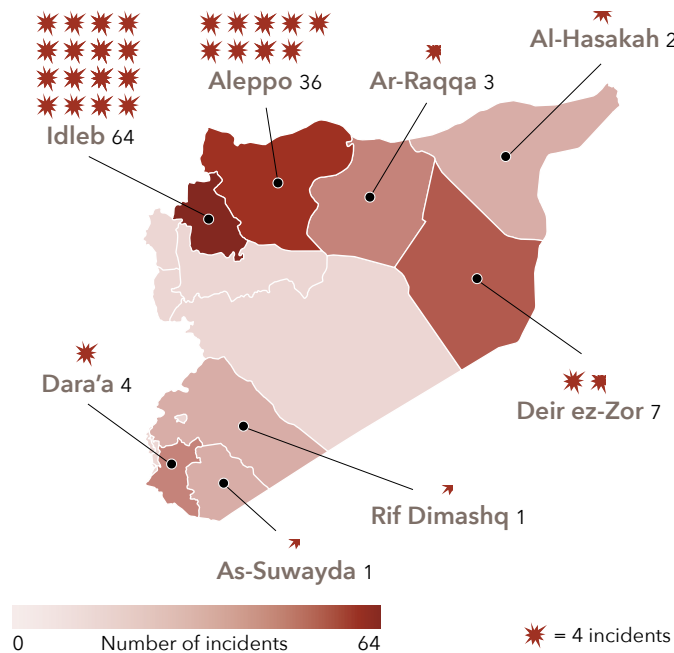 Al-Hasakah 2
Aleppo 36
Ar-Raqqa 3
Idleb 64
Dara'a 4
Deir ez-Zor 7
Rif Dimashq 1
As-Suwayda 1
0 Number of incidents 64
= 4 incidents